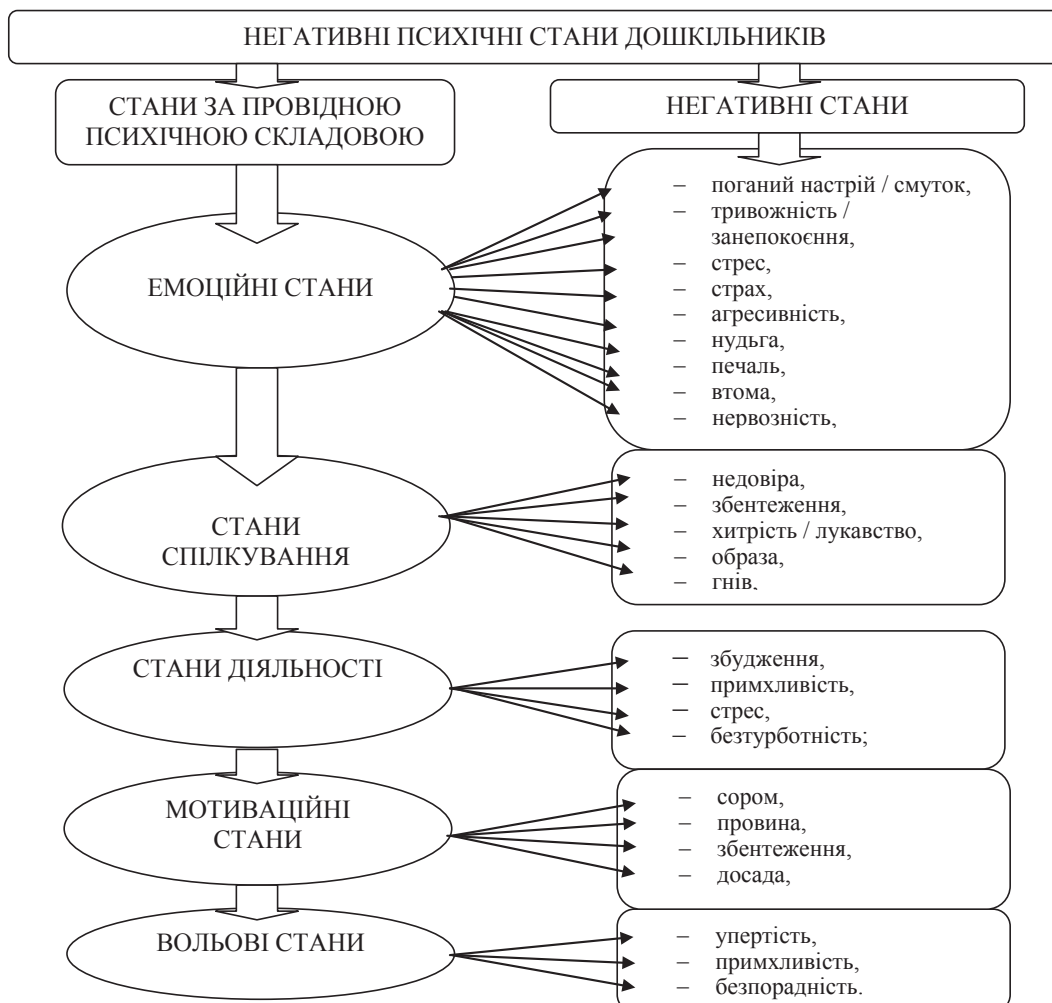 НЕГАТИВНІ ПСИХІЧНІ СТАНИ ДОШКІЛЬНИКІВ
СТАНИ ЗА ПРОВІДНОЮ
ПСИХІЧНОЮ СКЛАДОВОЮ
НЕГАТИВНІ СТАНИ
ЕМОЦІЙНІ СТАНИ
– поганий настрій / смуток,
– тривожність /
занепокоєння,
– стрес,
– страх,
– агресивність,
– нудьга,
– печаль,
– втома,
– нервозність,
СТАНИ
СПІЛКУВАННЯ
– недовіра,
– збентеження,
– хитрість / лукавство,
– образа,
– гнів,
СТАНИ ДІЯЛЬНОСТІ
– збудження,
– примхливість,
– стрес,
– безтурботність;
МОТИВАЦІЙНІ
СТАНИ
– сором,
– провина,
– збентеження,
– досада,
ВОЛЬОВІ СТАНИ
– упертість,
– примхливість,
– безпорадність.